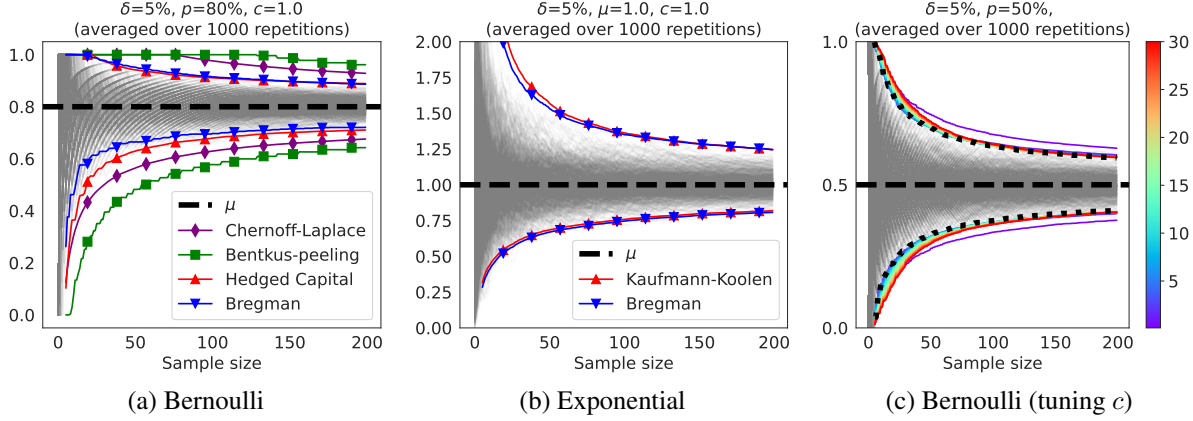 δ=5%, p=80%, c=1.0
(averaged over 1000 repetitions)
1.0
0.8
0.6
0.4
0.2
0.0
μ
Chernoff-Laplace
Bentkus-peeling
Hedged Capital
Bregman
0 50 100 150 200
Sample size
(a) Bernoulli
δ=5%, μ=1.0, c=1.0
(averaged over 1000 repetitions)
2.00
1.75
1.50
1.25
1.00
0.75
0.50
0.25
0.00
μ
Kaufmann-Koolen
Bregman
0 50 100 150 200
Sample size
(b) Exponential
δ=5%, p=50%,
(averaged over 1000 repetitions)
1.0
0.5
1.0
0 50 100 150 200
Sample size
30
25
20
15
10
5
(c) Bernoulli (tuning c)